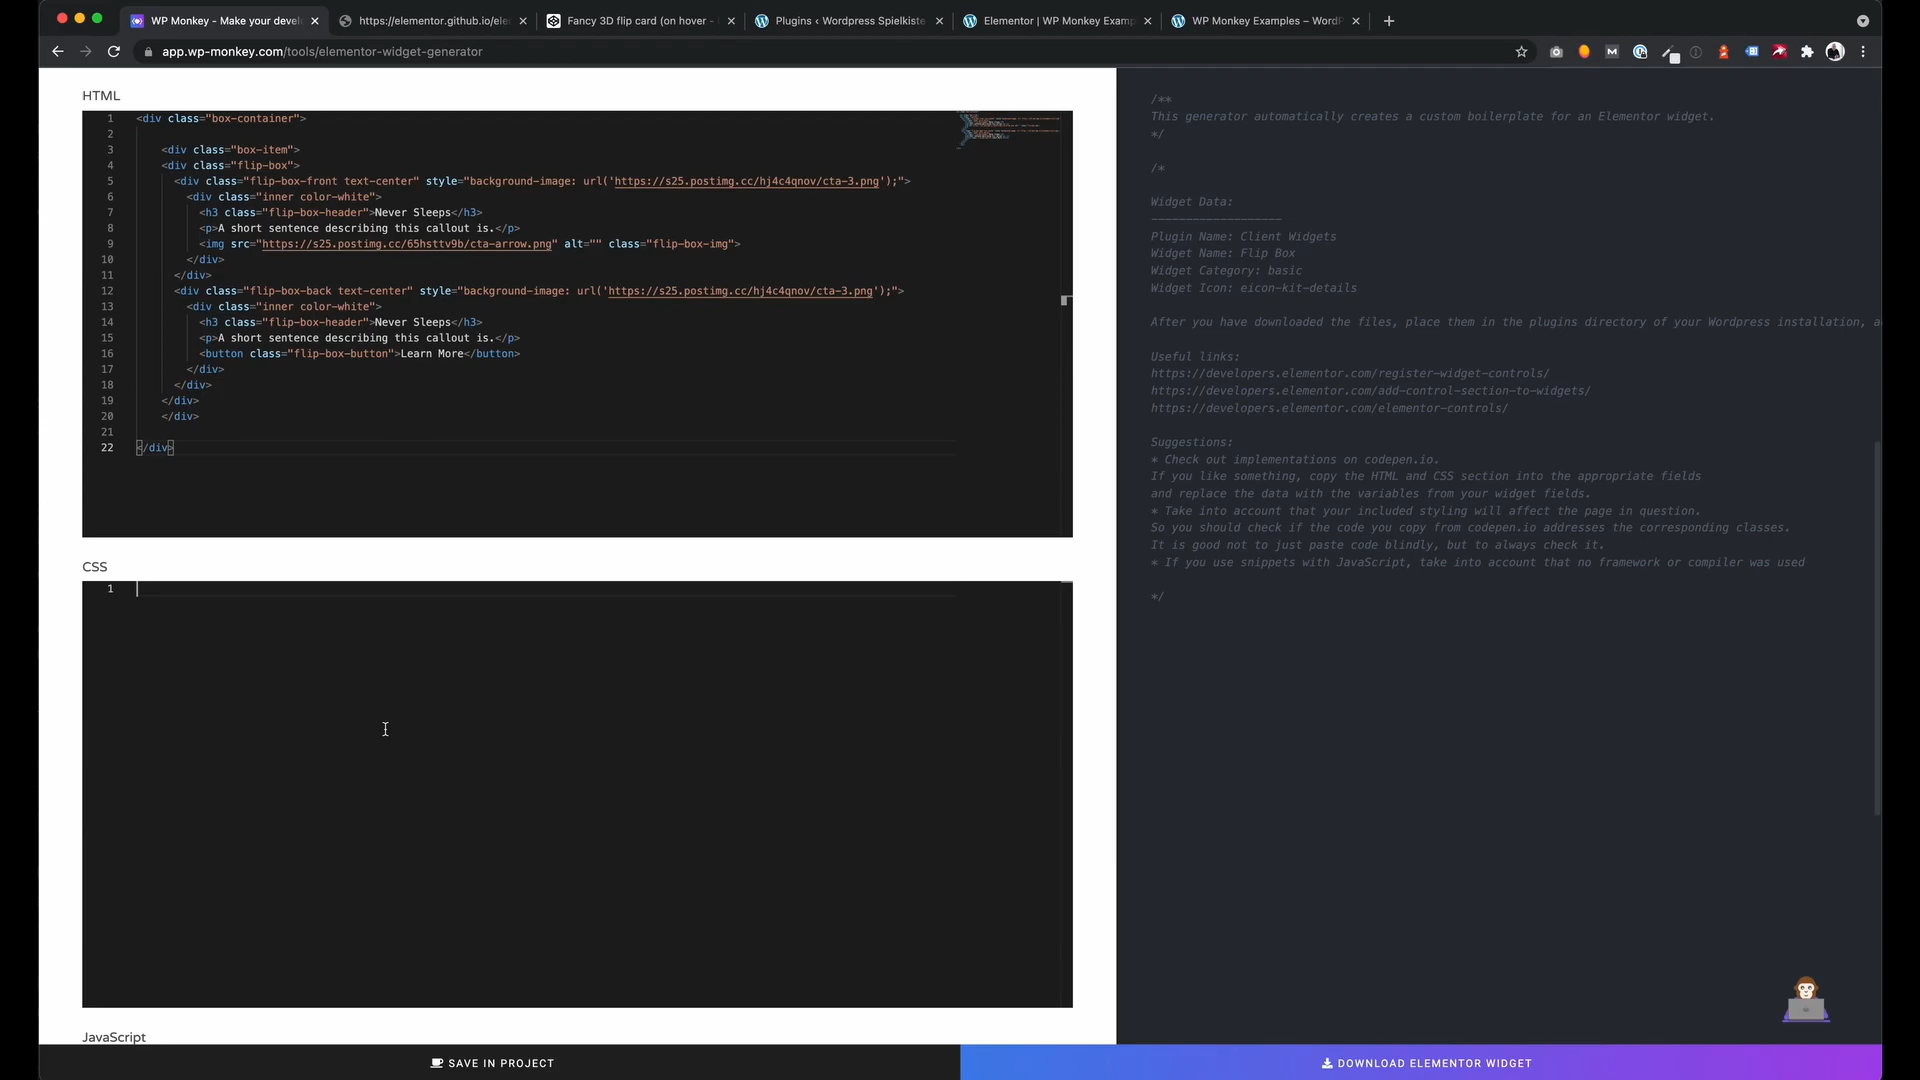 WP Monkey - Make your devel
https://elementor.github.io/ele
Fancy 3D flip card (on hover -
Plugins ‹ Wordpress Spielkiste
Elementor | WP Monkey Examp
WP Monkey Examples – WordP
app.wp-monkey.com/tools/elementor-widget-generator
HTML
1 <div class="box-container">
2
3 <div class="box-item">
4 <div class="flip-box">
5 <div class="flip-box-front text-center" style="background-image: url('https://s25.postimg.cc/hj4c4qnov/cta-3.png');">
6 <div class="inner color-white">
7 <h3 class="flip-box-header">Never Sleeps</h3>
8 <p>A short sentence describing this callout is.</p>
9 <img src="https://s25.postimg.cc/65hsttv9b/cta-arrow.png" alt="" class="flip-box-img">
10 </div>
11 </div>
12 <div class="flip-box-back text-center" style="background-image: url('https://s25.postimg.cc/hj4c4qnov/cta-3.png');">
13 <div class="inner color-white">
14 <h3 class="flip-box-header">Never Sleeps</h3>
15 <p>A short sentence describing this callout is.</p>
16 <button class="flip-box-button">Learn More</button>
17 </div>
18 </div>
19 </div>
20 </div>
21
22 </div>
CSS
1
JavaScript
SAVE IN PROJECT
/**
This generator automatically creates a custom boilerplate for an Elementor widget.
*/
/*
Widget Data:
-------------------
Plugin Name: Client Widgets
Widget Name: Flip Box
Widget Category: basic
Widget Icon: eicon-kit-details
After you have downloaded the files, place them in the plugins directory of your Wordpress installation, a
Useful links:
https://developers.elementor.com/register-widget-controls/
https://developers.elementor.com/add-control-section-to-widgets/
https://developers.elementor.com/elementor-controls/
Suggestions:
* Check out implementations on codepen.io.
If you like something, copy the HTML and CSS section into the appropriate fields
and replace the data with the variables from your widget fields.
* Take into account that your included styling will affect the page in question.
So you should check if the code you copy from codepen.io addresses the corresponding classes.
It is good not to just paste code blindly, but to always check it.
* If you use snippets with JavaScript, take into account that no framework or compiler was used
*/
DOWNLOAD ELEMENTOR WIDGET